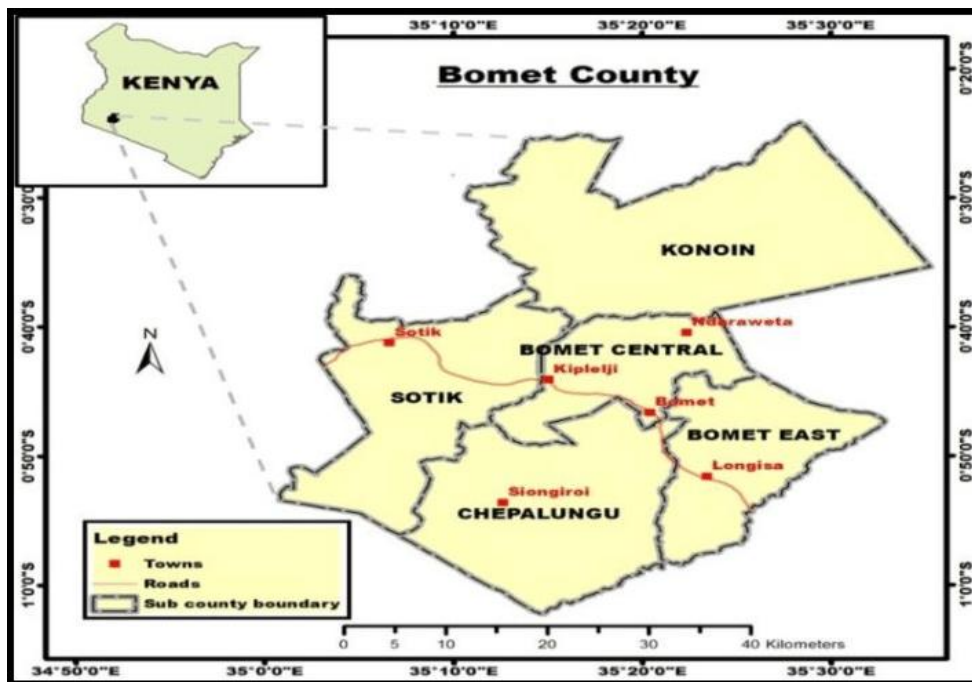 35°10'0"E 35°20'0"E 35°30'0"E
KENYA
Bomet County
0°20'0"S
0°30'0"S
KONOIN
0°40'0"S 0°40'0"S
N
Sotik
Ndaraweta
BOMET CENTRAL
Kiplelji
SOTIK
Bomet
BOMET EAST
0°50'0"S 0°50'0"S
Longisa
Siongiroi
CHEPALUNGU
Legend
Towns
Roads
Sub county boundary
1°0'0"S 1°0'0"S
0 5 10 20 30 40 Kilometers
34°50'0"E 35°0'0"E 35°10'0"E 35°20'0"E 35°30'0"E